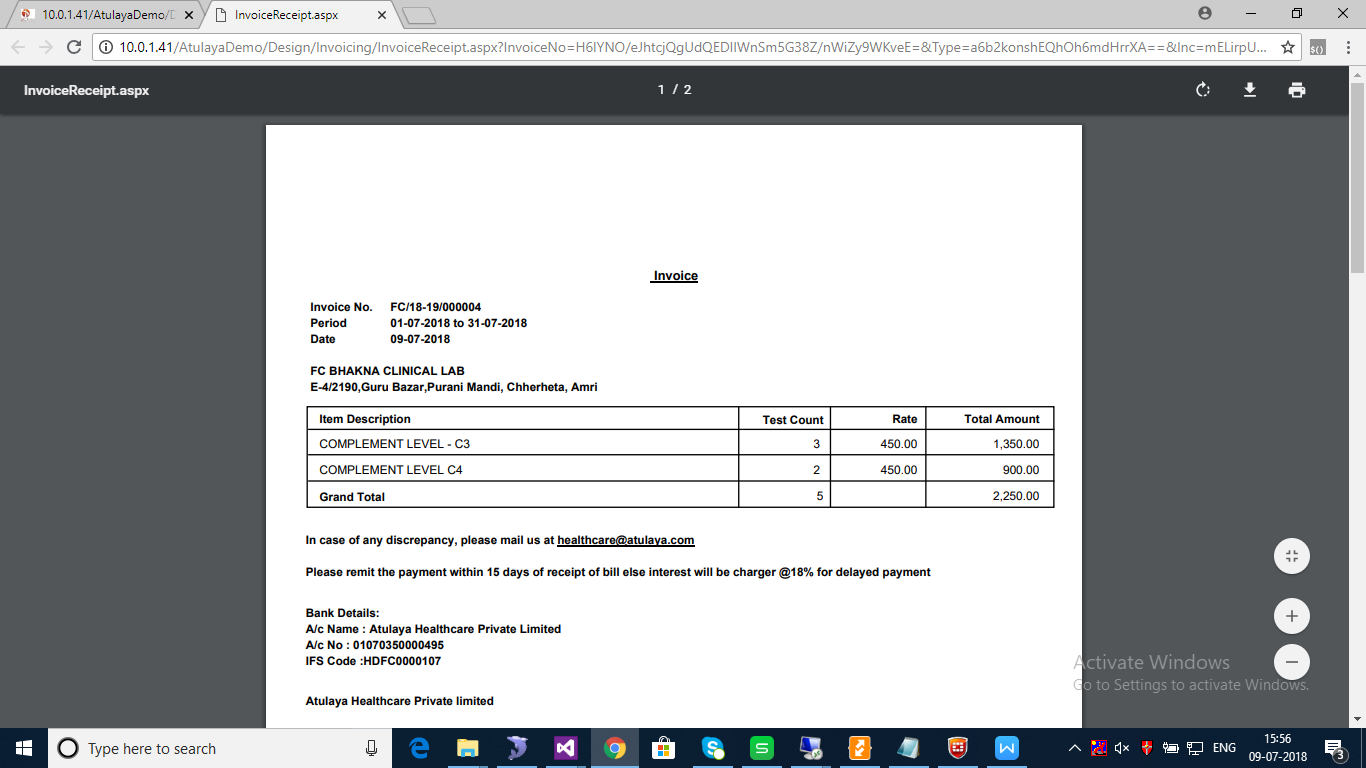 10.0.1.41/AtulayaDemo/D
InvoiceReceipt.aspx
10.0.1.41/AtulayaDemo/Design/Invoicing/InvoiceReceipt.aspx?InvoiceNo=H6IYNO/eJhtcjQgUdQEDIIWnSm5G38Z/nWiZy9WKveE=&Type=a6b2konshEQhOh6mdHrrXA==&Inc=mELirpU...
InvoiceReceipt.aspx
1 / 2
Invoice
Invoice No. FC/18-19/000004
Period 01-07-2018 to 31-07-2018
Date 09-07-2018
FC BHAKNA CLINICAL LAB
E-4/2190,Guru Bazar,Purani Mandi, Chherheta, Amri
Item Description Test Count Rate Total Amount
COMPLEMENT LEVEL - C3 3 450.00 1,350.00
COMPLEMENT LEVEL C4 2 450.00 900.00
Grand Total 5 2,250.00
In case of any discrepancy, please mail us at healthcare@atulaya.com
Please remit the payment within 15 days of receipt of bill else interest will be charger @18% for delayed payment
Bank Details:
A/c Name : Atulaya Healthcare Private Limited
A/c No : 01070350000495
IFS Code :HDFC0000107
Atulaya Healthcare Private limited
Activate Windows
Go to Settings to activate Windows.
Type here to search
ENG
15:56
09-07-2018
3